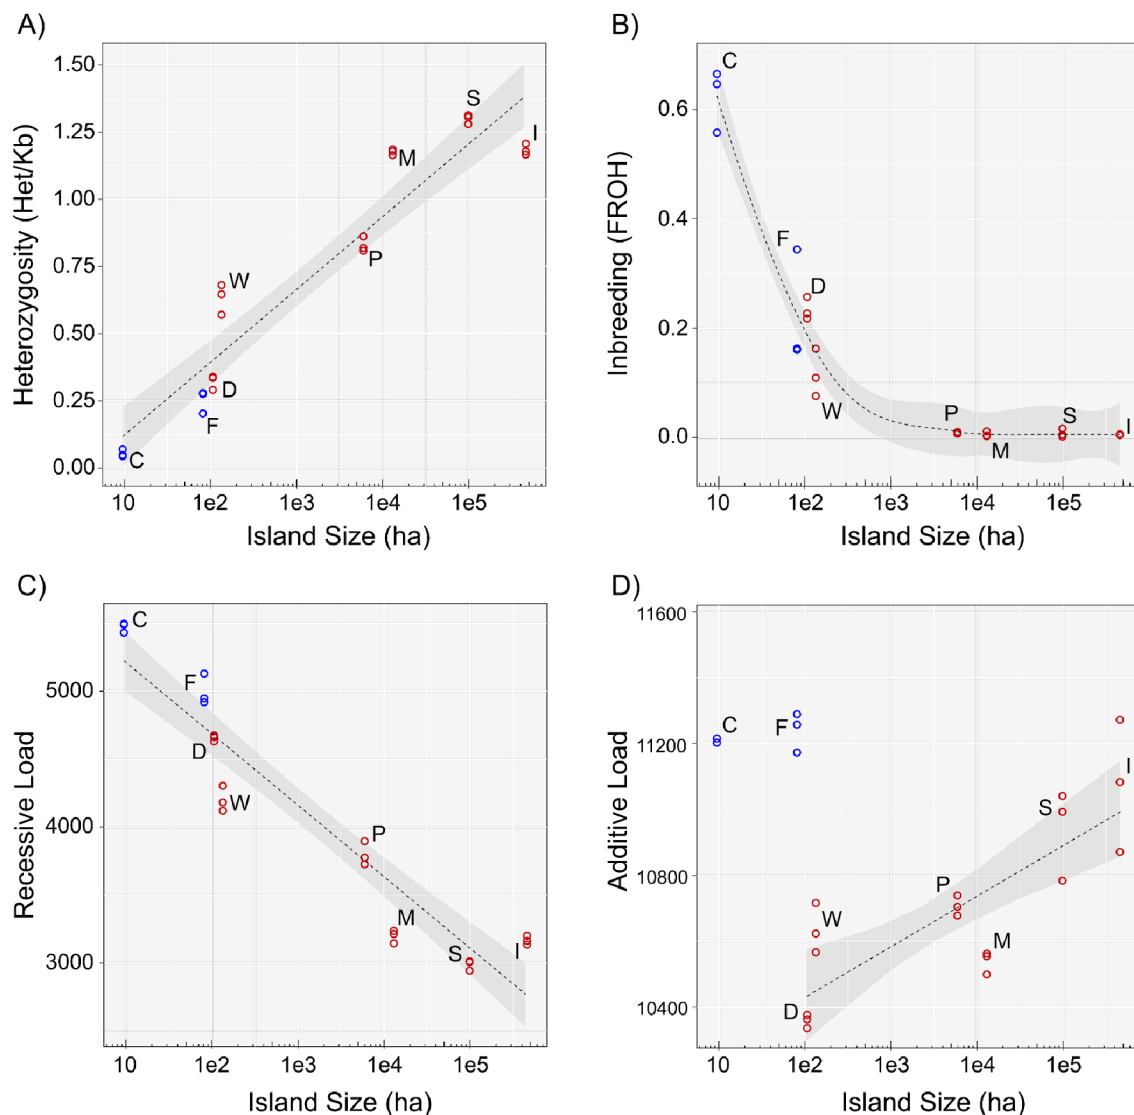 A)
1.50
1.25
1.00
0.75
0.50
0.25
0.00
Heterozygosity (Het/Kb)
C
F
D
W
P
M
S
I
10
1e2
1e3
1e4
1e5
Island Size (ha)
B)
0.6
0.4
0.2
0.0
Inbreeding (FROH)
C
F
D
W
P
M
S
I
10
1e2
1e3
1e4
1e5
Island Size (ha)
C)
5000
4000
3000
Recessive Load
C
F
D
W
P
M
S
I
10
1e2
1e3
1e4
1e5
Island Size (ha)
D)
11600
11200
10800
10400
Additive Load
C
F
D
W
P
M
S
I
10
1e2
1e3
1e4
1e5
Island Size (ha)